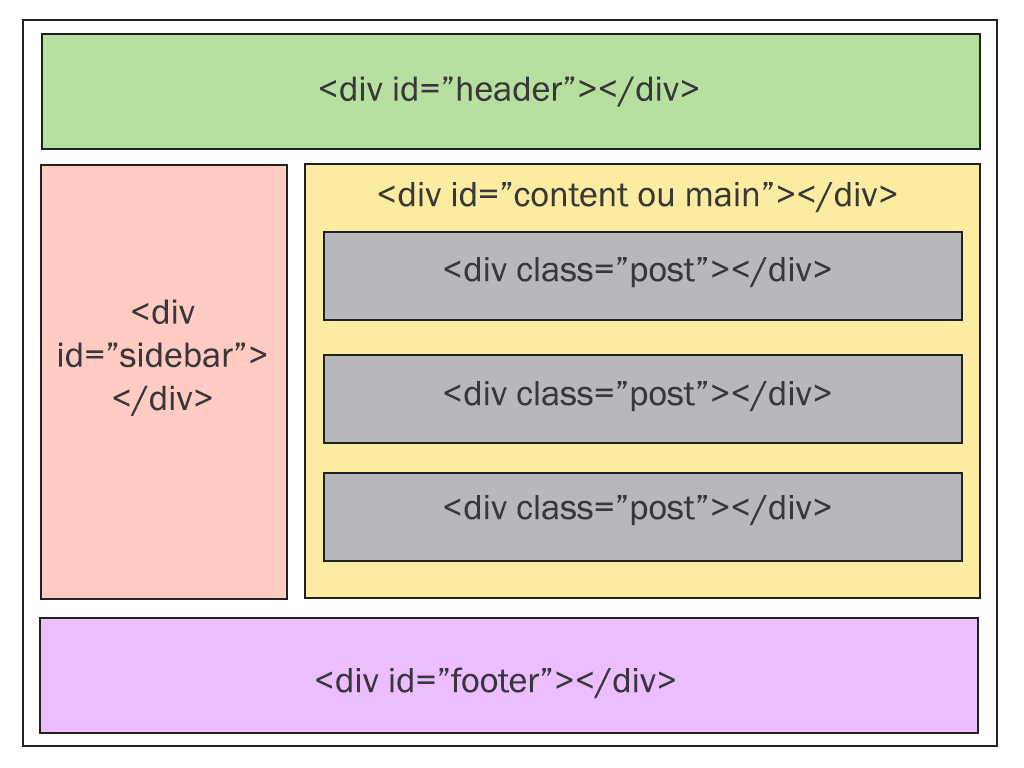 <div id=”header”></div>
<div
id=”sidebar”>
</div>
<div id=”content ou main”></div>
<div class=”post”></div>
<div class=”post”></div>
<div class=”post”></div>
<div id=”footer”></div>